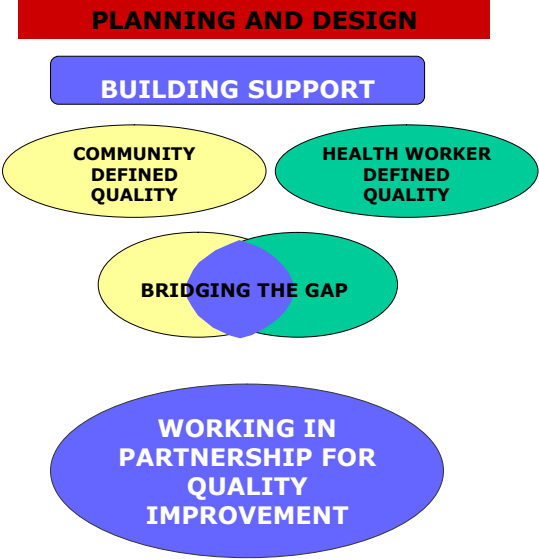 PLANNING AND DESIGN
BUILDING SUPPORT
COMMUNITY
DEFINED
QUALITY
HEALTH WORKER
DEFINED
QUALITY
BRIDGING THE GAP
WORKING IN
PARTNERSHIP FOR
QUALITY
IMPROVEMENT